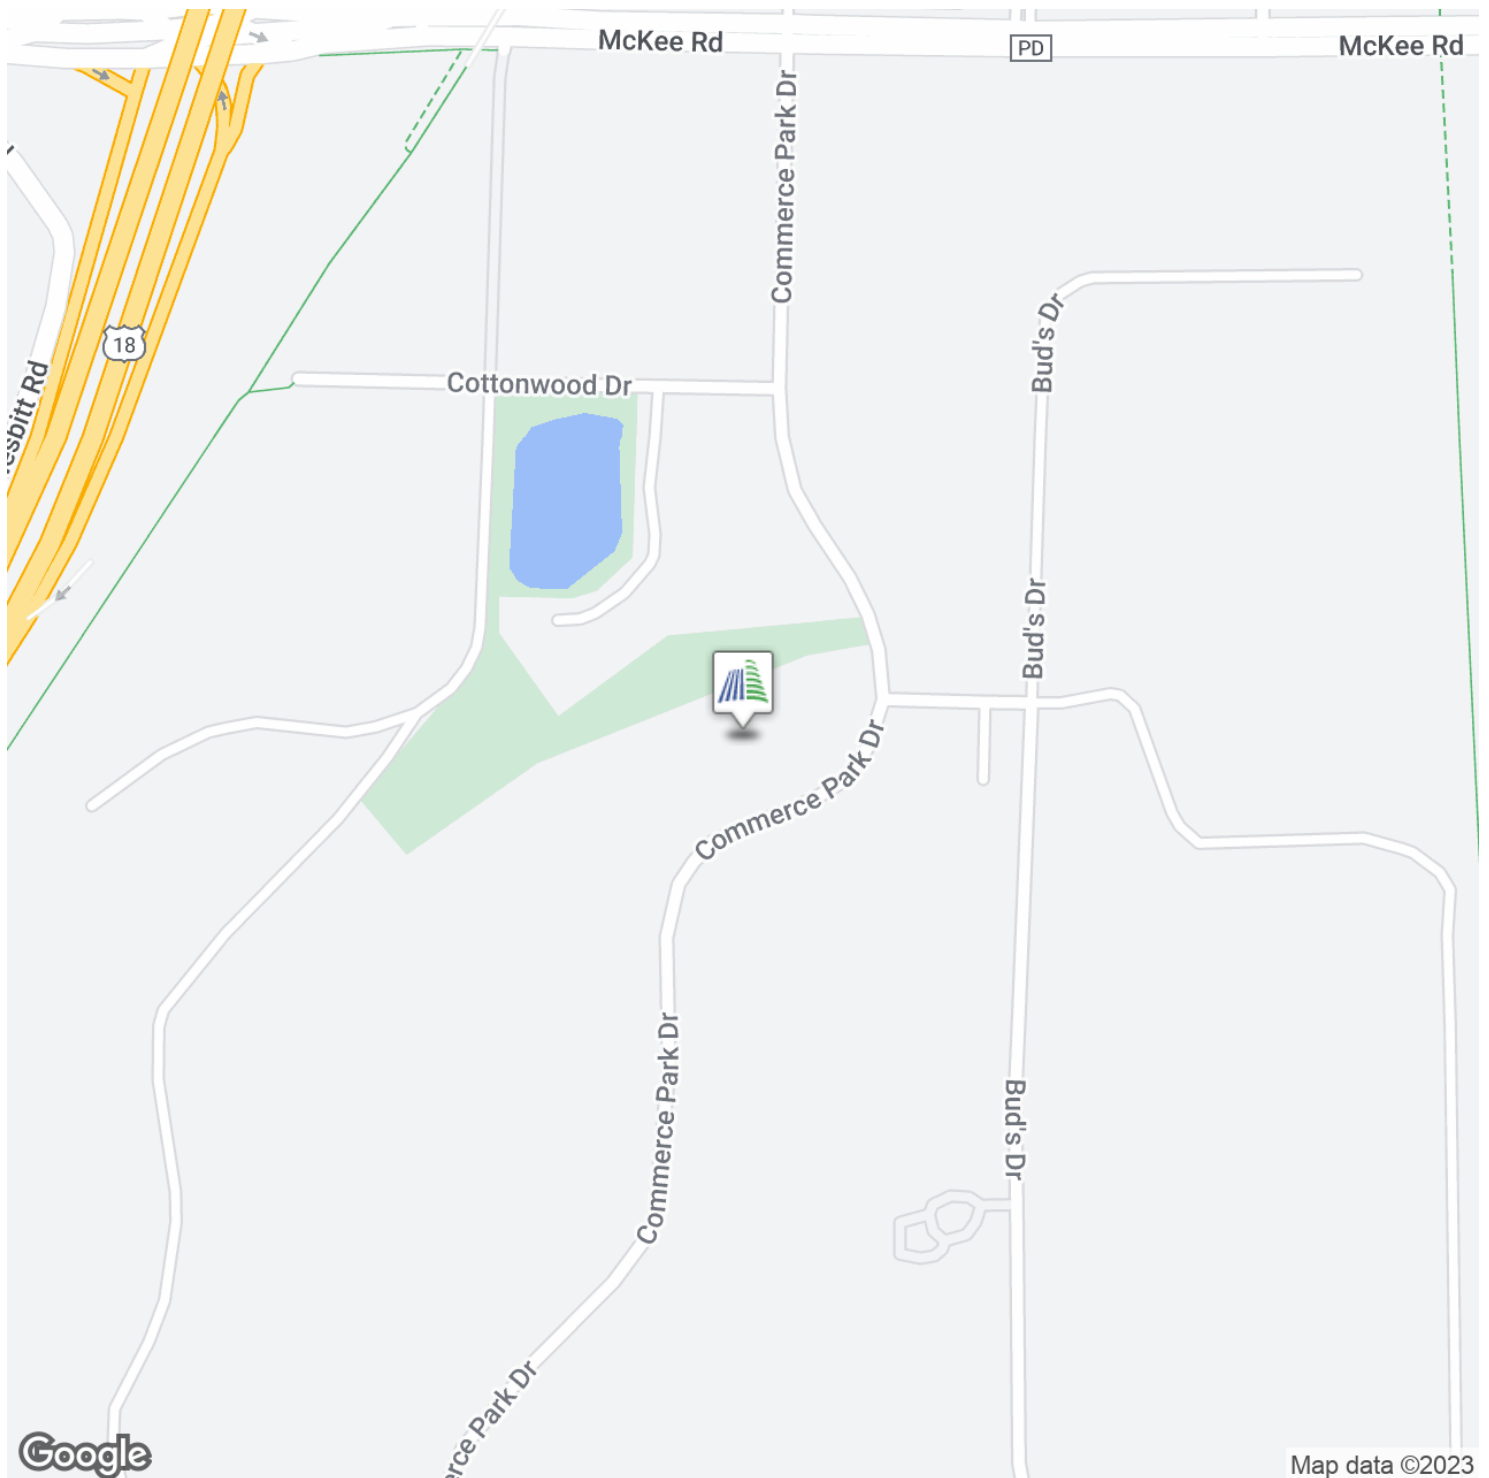 McKee Rd
PD
McKee Rd
Commerce Park Dr
Bud's Dr
18
Cottonwood Dr
esbitt Rd
Bud's Dr
Commerce Park Dr
Commerce Park Dr
Bud's Dr
erce Park Dr
Google
Map data ©2023